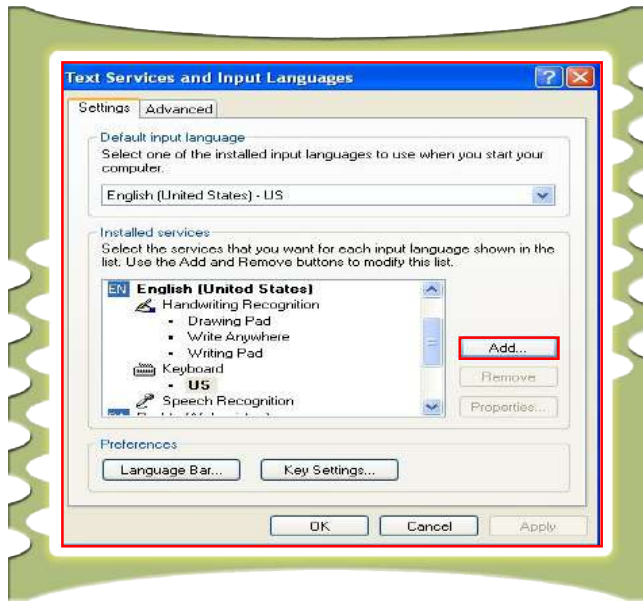 Text Services and Input Languages
Settings
Advanced
Default input language
Select one of the installed input languages to use when you start your
computer.
English (United States) - US
Installed services
Select the services that you want for each input language shown in the
list. Use the Add and Remove buttons to modify this list.
EN English (United States)
Handwriting Recognition
• Drawing Pad
• Write Anywhere
• Writing Pad
Keyboard
• US
Speech Recognition
Add...
Remove
Properties...
Preferences
Language Bar...
Key Settings...
OK
Cancel
Apply